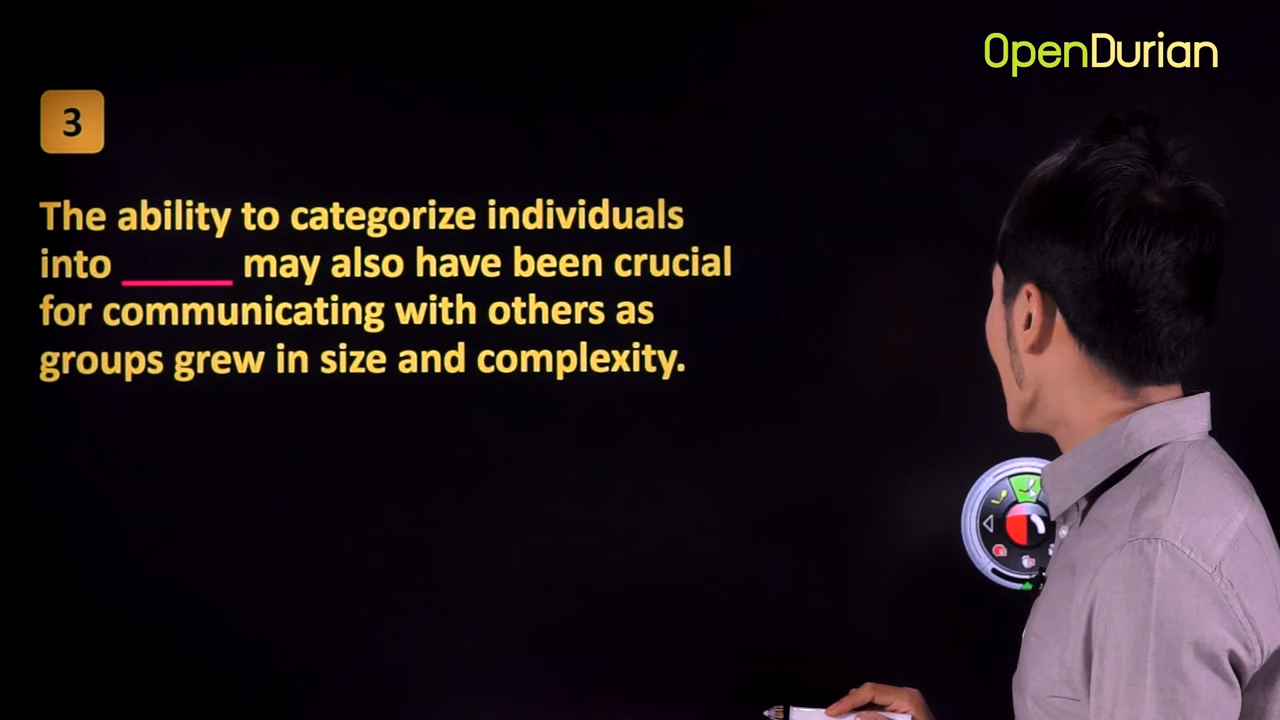 OpenDurian
3
The ability to categorize individuals
into ______ may also have been crucial
for communicating with others as
groups grew in size and complexity.